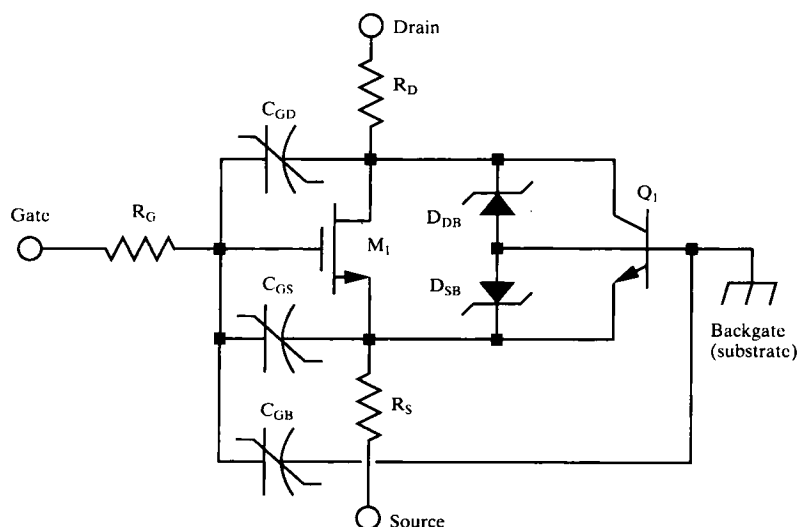 Drain
R_D
C_GD
Q_1
Gate
R_G
D_DB
M_1
C_GS
D_SB
Backgate
(substrate)
R_S
C_GB
Source